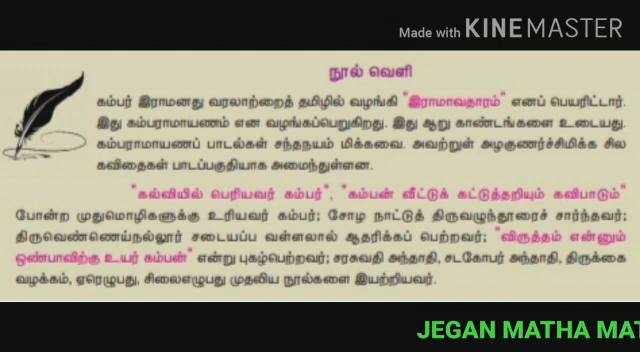 Made with KINEMASTER
நூல் வெளி
கம்பர் இராமனது வரலாற்றைத் தமிழில் வழங்கி "இராமாவதாரம்" எனப் பெயரிட்டார்.
இது கம்பராமாயணம் என வழங்கப்பெறுகிறது. இது ஆறு காண்டங்களை உடையது.
கம்பராமாயணப் பாடல்கள் சந்தநயம் மிக்கவை. அவற்றுள் அழகுணர்ச்சிமிக்க சில
கவிதைகள் பாடப்பகுதியாக அமைந்துள்ளன.
"கல்வியில் பெரியவர் கம்பர்", "கம்பன் வீட்டுக் கட்டுத்தறியும் கவிபாடும்"
போன்ற முதுமொழிகளுக்கு உரியவர் கம்பர்; சோழ நாட்டுத் திருவழுந்தூரைச் சார்ந்தவர்;
திருவெண்ணெய்நல்லூர் சடையப்ப வள்ளலால் ஆதரிக்கப் பெற்றவர்; "விருத்தம் என்னும்
ஒண்பாவிற்கு உயர் கம்பன்" என்று புகழ்பெற்றவர்; சரசுவதி அந்தாதி, சடகோபர் அந்தாதி, திருக்கை
வழக்கம், ஏரெழுபது, சிலைஎழுபது முதலிய நூல்களை இயற்றியவர்.
JEGAN MATHA MAT